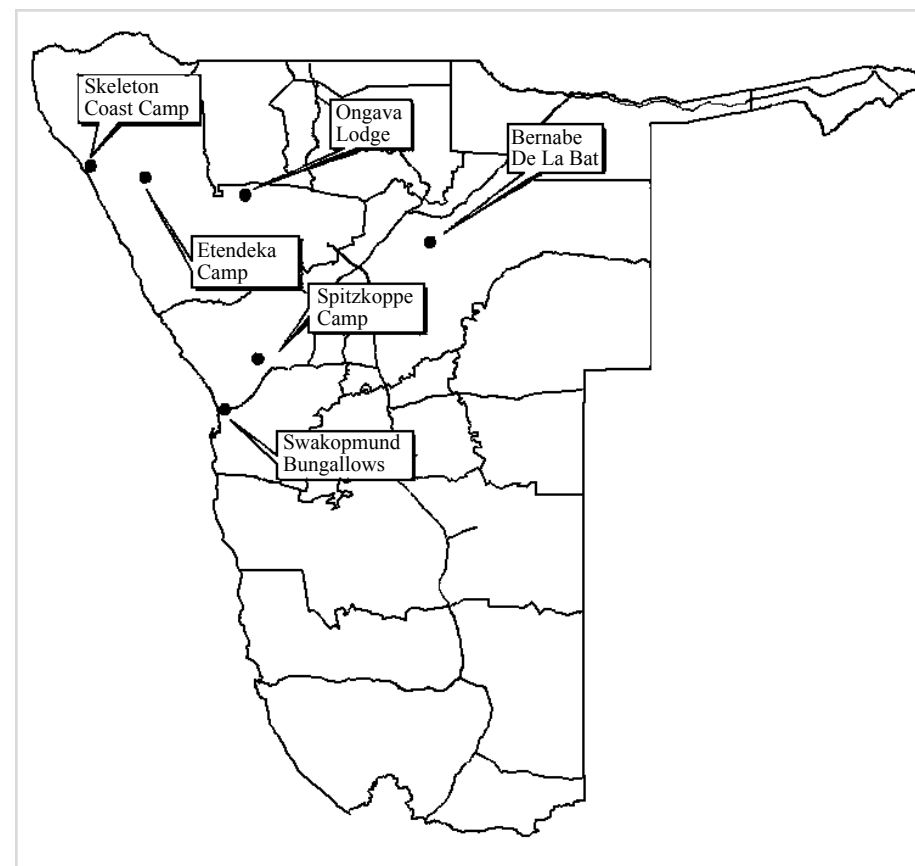 Skeleton
Coast Camp
Ongava
Lodge
Bernabe
De La Bat
Etendeka
Camp
Spitzkoppe
Camp
Swakopmund
Bungallows